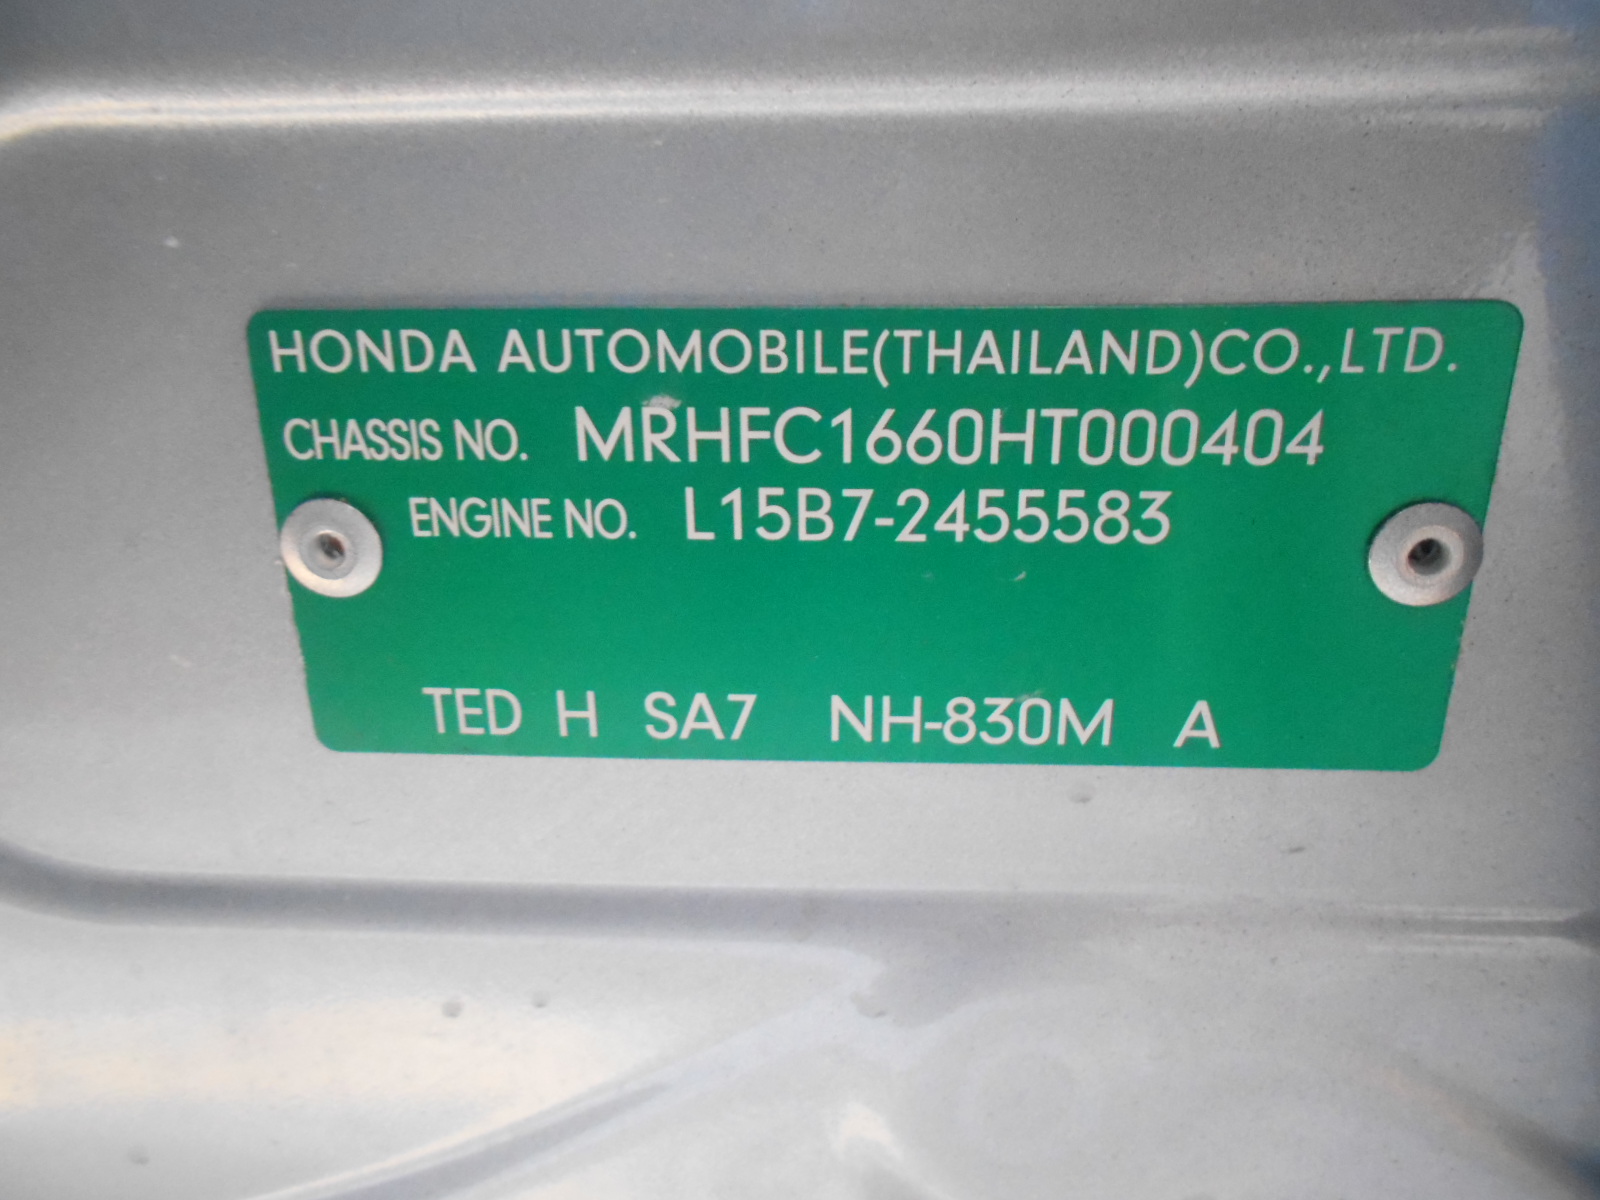 HONDA AUTOMOBILE(THAILAND)CO.,LTD.
CHASSIS NO. MRHFC1660HT000404
ENGINE NO. L15B7-2455583
TED H SA7 NH-830M A